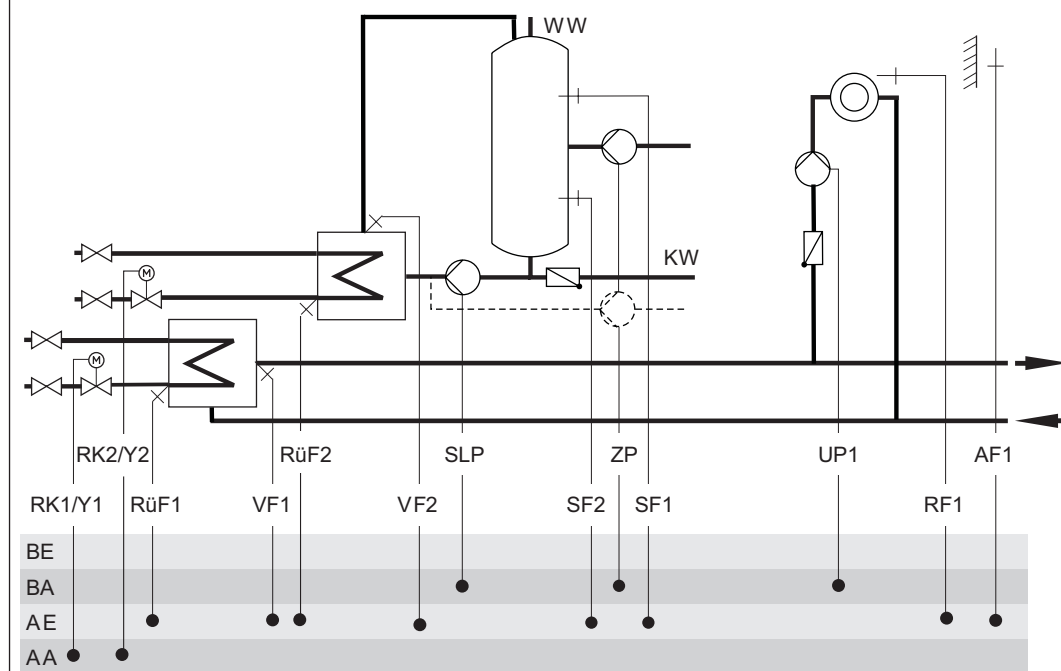 WW
KW
M
M
RK2/Y2 RüF2 SLP ZP UP1 AF1
RK1/Y1 RüF1 VF1 VF2 SF2 SF1 RF1
BE
BA
AE
AA